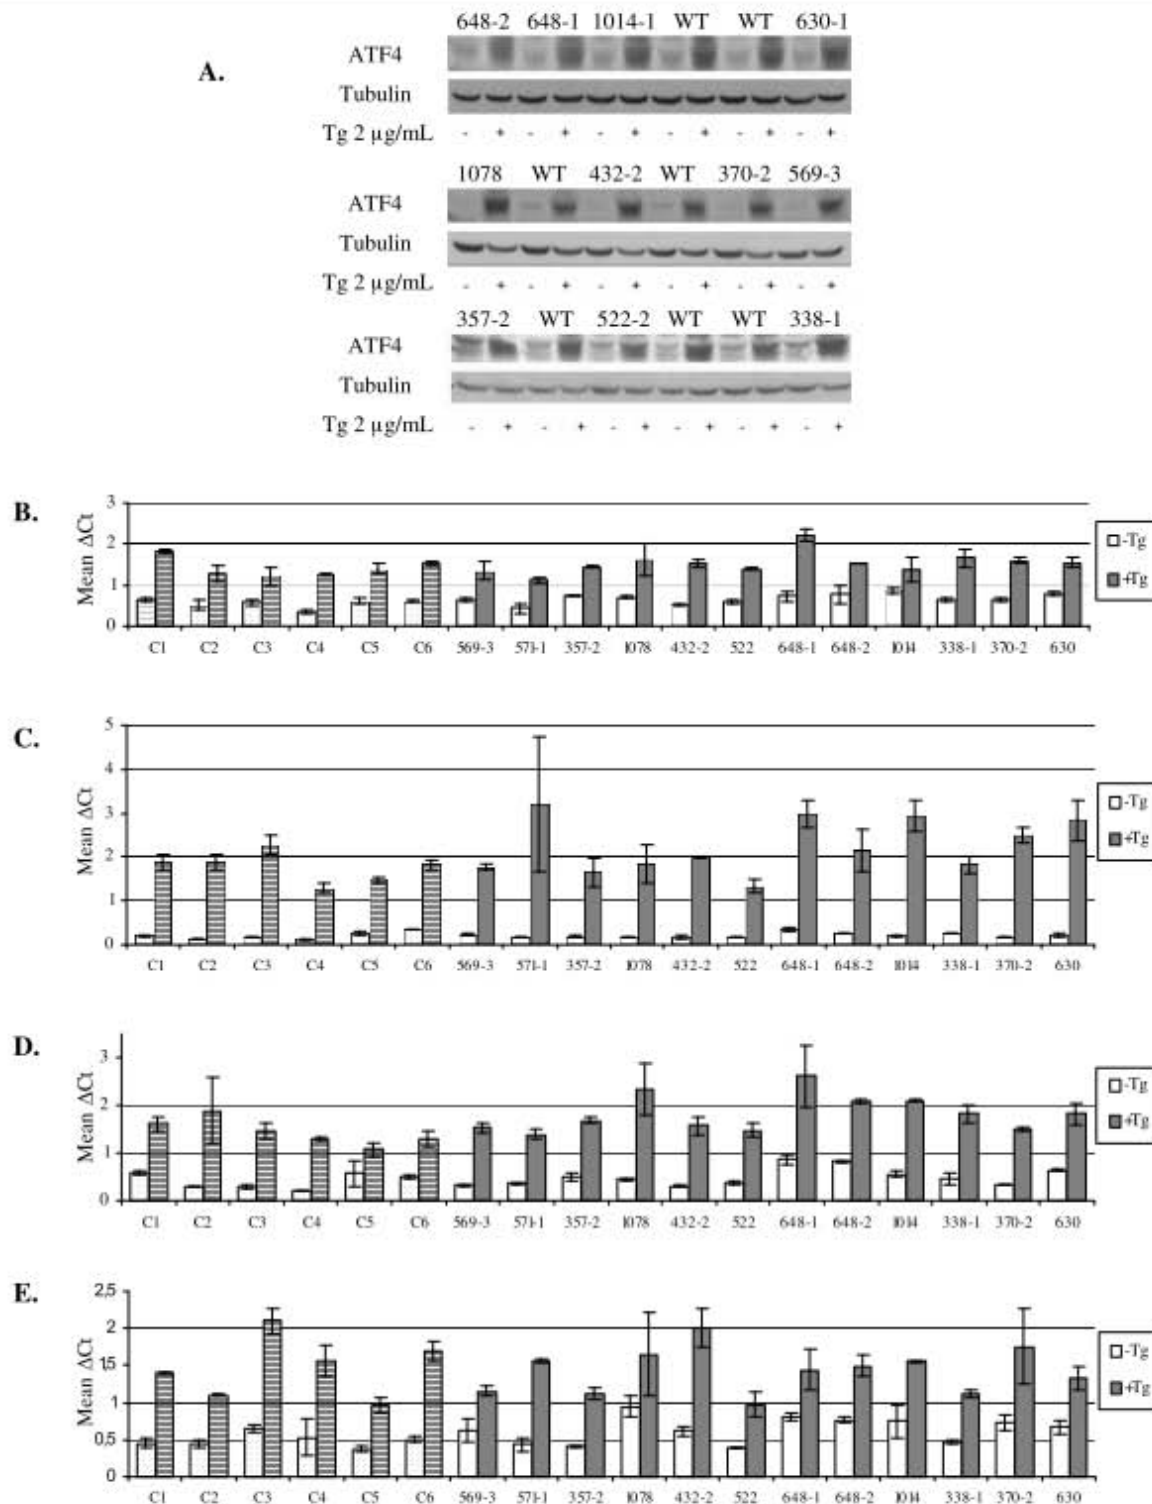 A.
648-2 648-1 1014-1 WT WT 630-1
ATF4
Tubulin
Tg 2 µg/mL - + - + - + - + - + - +
1078 WT 432-2 WT 370-2 569-3
ATF4
Tubulin
Tg 2 µg/mL - + - + - + - + - + - +
357-2 WT 522-2 WT WT 338-1
ATF4
Tubulin
Tg 2 µg/mL - + - + - + - + - + - +
B.
Mean ΔCt
3
2
1
0
C1 C2 C3 C4 C5 C6 569-3 571-1 357-2 1078 432-2 522 648-1 648-2 1014 338-1 370-2 630
-Tg
+Tg
C.
Mean ΔCt
5
4
3
2
1
0
C1 C2 C3 C4 C5 C6 569-3 571-1 357-2 1078 432-2 522 648-1 648-2 1014 338-1 370-2 630
-Tg
+Tg
D.
Mean ΔCt
3
2
1
0
C1 C2 C3 C4 C5 C6 569-3 571-1 357-2 1078 432-2 522 648-1 648-2 1014 338-1 370-2 630
-Tg
+Tg
E.
Mean ΔCt
2,5
2
1,5
1
0,5
0
C1 C2 C3 C4 C5 C6 569-3 571-1 357-2 1078 432-2 522 648-1 648-2 1014 338-1 370-2 630
-Tg
+Tg